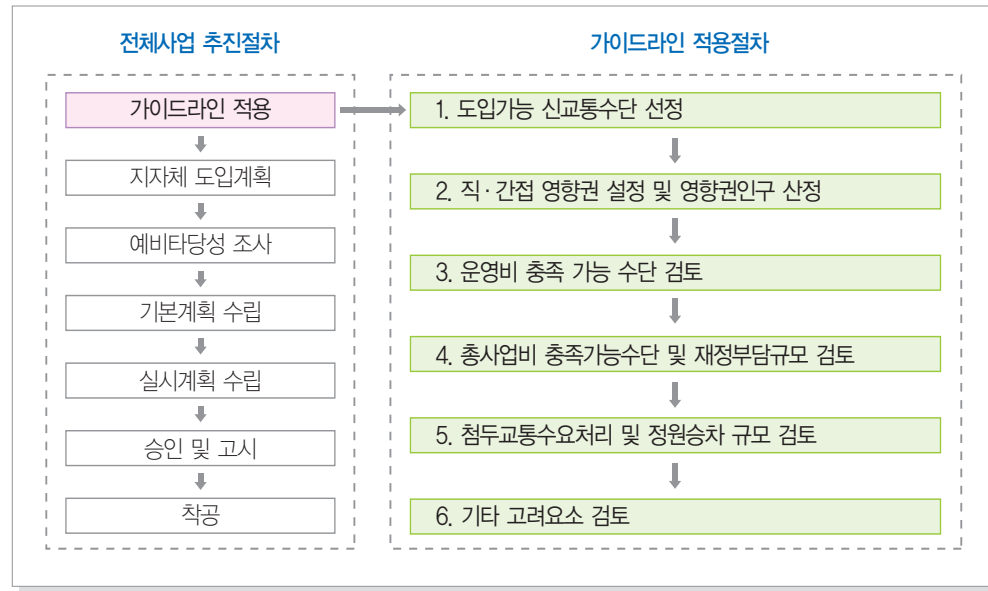 전체사업 추진절차
가이드라인 적용
지자체 도입계획
예비타당성 조사
기본계획 수립
실시계획 수립
승인 및 고시
착공
가이드라인 적용절차
1. 도입가능 신교통수단 선정
2. 직·간접 영향권 설정 및 영향권인구 산정
3. 운영비 충족 가능 수단 검토
4. 총사업비 충족가능수단 및 재정부담규모 검토
5. 첨두교통수요처리 및 정원승차 규모 검토
6. 기타 고려요소 검토